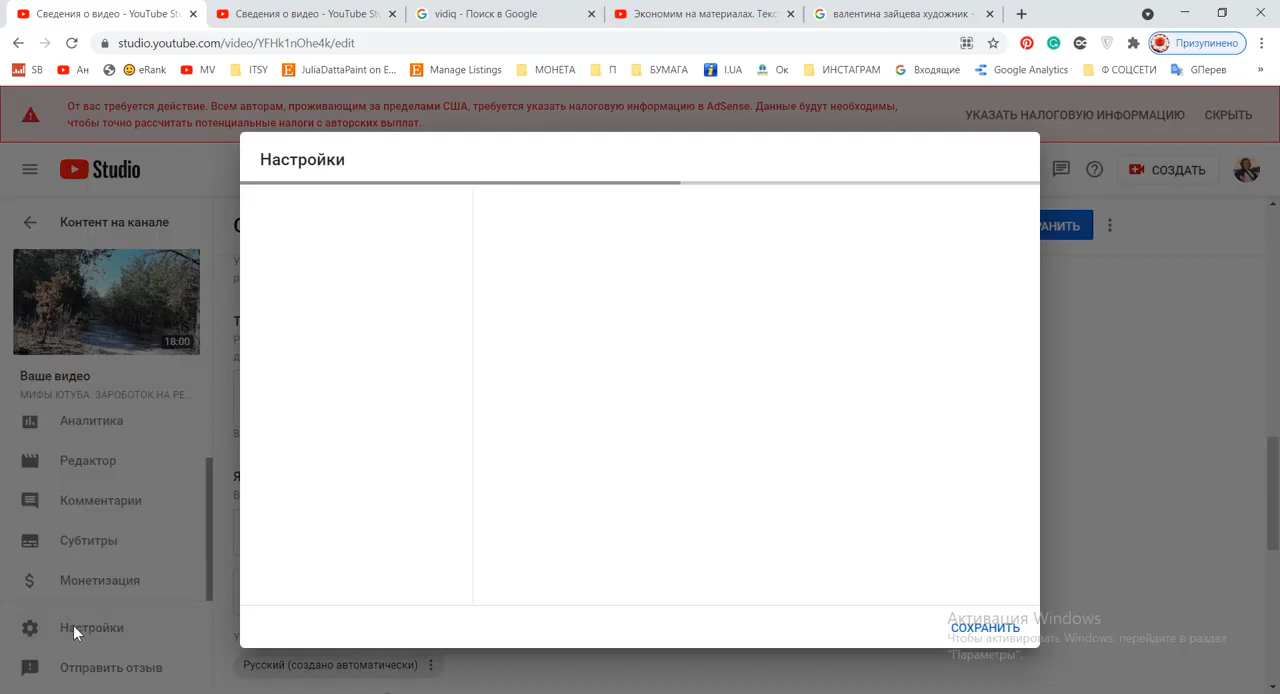 Сведения о видео - YouTube St
Сведения о видео - YouTube St
vidiq - Поиск в Google
Экономим на материалах. Текс
валентина зайцева художник -
studio.youtube.com/video/YFHk1nOhe4k/edit
Призупинено
SB
Ан
eRank
MV
ITSY
JuliaDattaPaint on E...
Manage Listings
МОНЕТА
П
БУМАГА
I.UA
Ок
ИНСТАГРАМ
Входящие
Google Analytics
Ф СОЦСЕТИ
GПерев
»
От вас требуется действие. Всем авторам, проживающим за пределами США, требуется указать налоговую информацию в AdSense. Данные будут необходимы,
чтобы точно рассчитать потенциальные налоги с авторских выплат.
УКАЗАТЬ НАЛОГОВУЮ ИНФОРМАЦИЮ
СКРЫТЬ
Studio
СОЗДАТЬ
Настройки
Контент на канале
РАНИТЬ
18:00
Ваше видео
МИФЫ ЮТУБА. ЗАРОБОТОК НА РЕ...
Аналитика
Редактор
Комментарии
Субтитры
Монетизация
Настройки
Отправить отзыв
СОХРАНИТЬ
Русский (создано автоматически)
Активация Windows
Чтобы активировать Windows, перейдите в раздел
"Параметры".